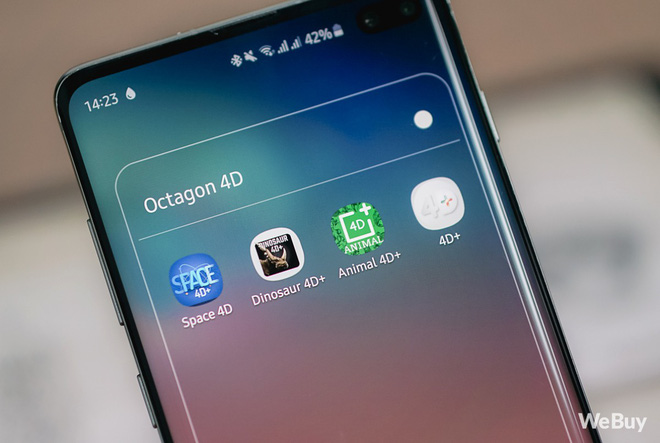 14:23
42%
Octagon 4D
SPACE
4D+
Space 4D
DINOSAUR
4D+
Dinosaur 4D+
4D
ANIMAL
Animal 4D+
4D
4D+
WeBuy